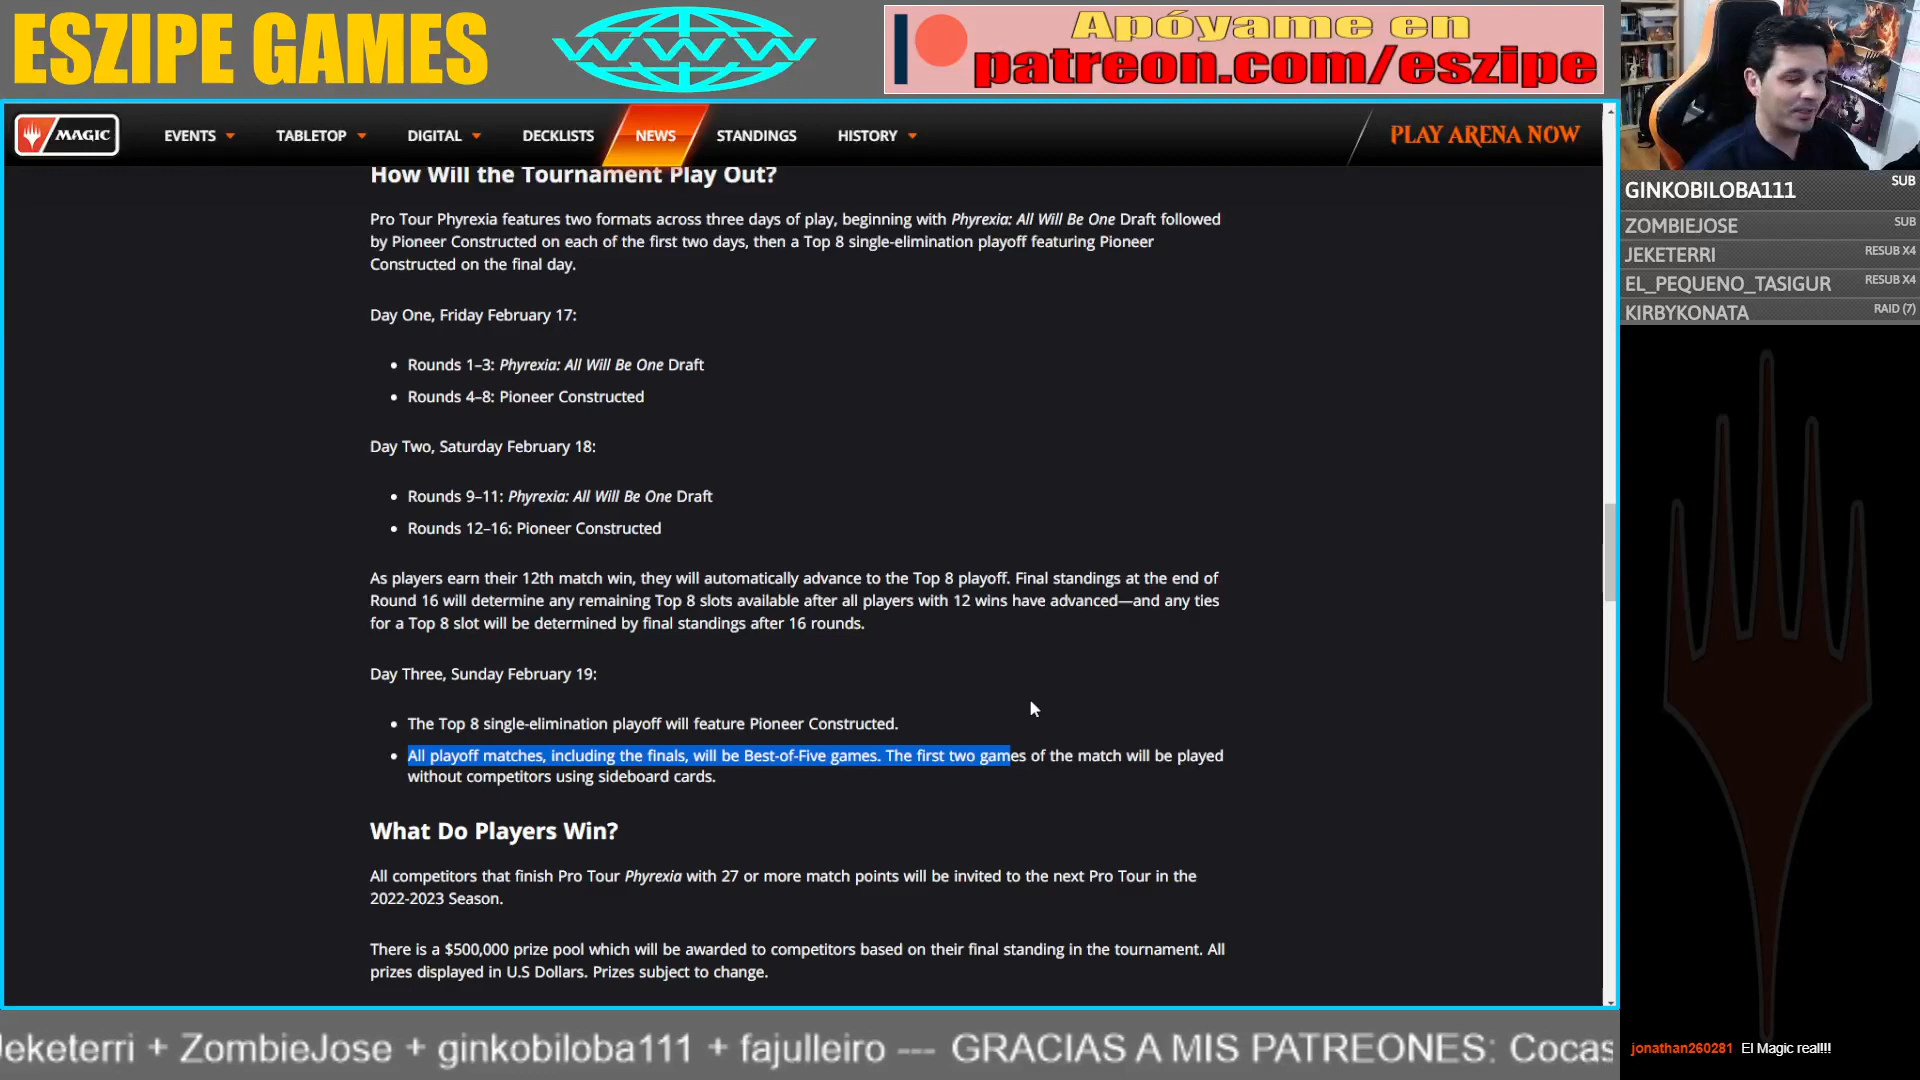 ESZIPE GAMES
WWW
Apóyame en
patreon.com/eszipe
MAGIC
EVENTS
TABLETOP
DIGITAL
DECKLISTS
NEWS
STANDINGS
HISTORY
PLAY ARENA NOW
How Will the Tournament Play Out?
Pro Tour Phyrexia features two formats across three days of play, beginning with Phyrexia: All Will Be One Draft followed
by Pioneer Constructed on each of the first two days, then a Top 8 single-elimination playoff featuring Pioneer
Constructed on the final day.
Day One, Friday February 17:
• Rounds 1–3: Phyrexia: All Will Be One Draft
• Rounds 4–8: Pioneer Constructed
Day Two, Saturday February 18:
• Rounds 9–11: Phyrexia: All Will Be One Draft
• Rounds 12–16: Pioneer Constructed
As players earn their 12th match win, they will automatically advance to the Top 8 playoff. Final standings at the end of
Round 16 will determine any remaining Top 8 slots available after all players with 12 wins have advanced—and any ties
for a Top 8 slot will be determined by final standings after 16 rounds.
Day Three, Sunday February 19:
• The Top 8 single-elimination playoff will feature Pioneer Constructed.
• All playoff matches, including the finals, will be Best-of-Five games. The first two games of the match will be played
without competitors using sideboard cards.
What Do Players Win?
All competitors that finish Pro Tour Phyrexia with 27 or more match points will be invited to the next Pro Tour in the
2022-2023 Season.
There is a $500,000 prize pool which will be awarded to competitors based on their final standing in the tournament. All
prizes displayed in U.S Dollars. Prizes subject to change.
GINKOBILOBA111 SUB
ZOMBIEJOSE SUB
JEKETERRI RESUB X4
EL_PEQUENO_TASIGUR RESUB X4
KIRBYKONATA RAID (7)
jeketerri + ZombieJose + ginkobiloba111 + fajulleiro --- GRACIAS A MIS PATREONES: Cocas
jonathan260281 El Magic real!!!